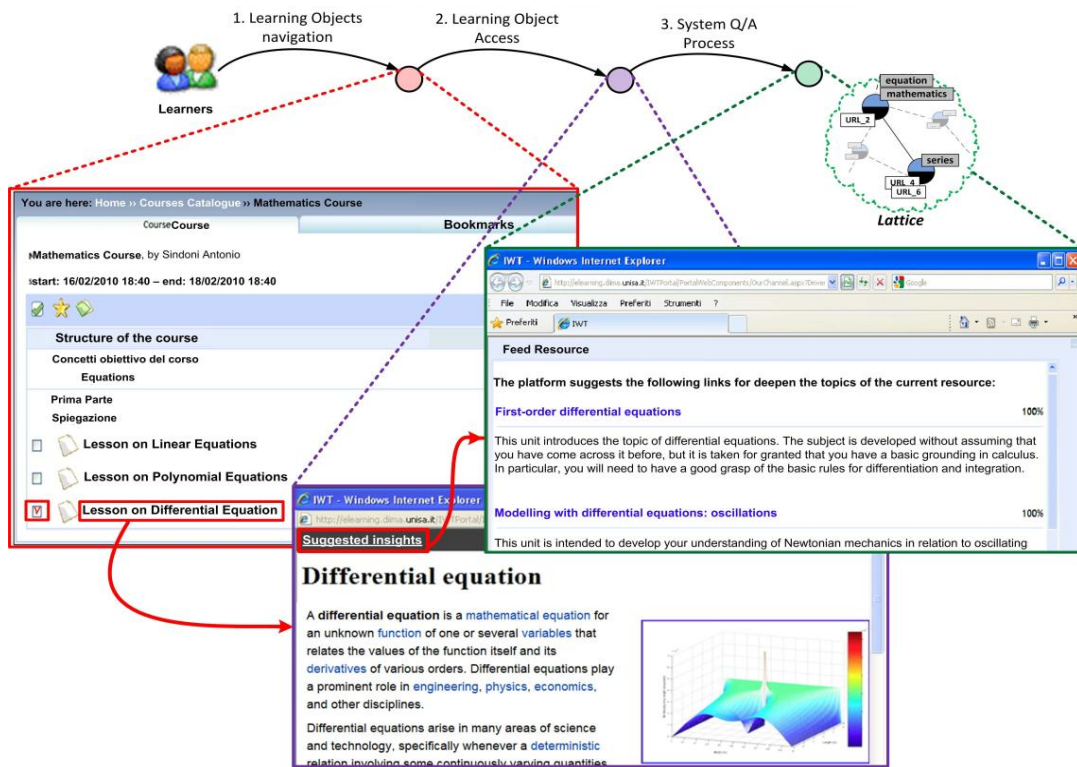 1. Learning Objects
navigation
2. Learning Object
Access
3. System Q/A
Process
Learners
equation
mathematics
URL_2
series
URL_4
URL_6
Lattice
You are here: Home ›› Courses Catalogue ›› Mathematics Course
CourseCourse
Bookmarks
Mathematics Course, by Sindoni Antonio
start: 16/02/2010 18:40 – end: 18/02/2010 18:40
Structure of the course
Concetti obiettivo del corso
Equations
Prima Parte
Spiegazione
Lesson on Linear Equations
Lesson on Polynomial Equations
Lesson on Differential Equation
IWT - Windows Internet Explorer
http://elearning.dima.unisa.it/IWTPortal/PortalWebComponents/OurChannel.aspx?Driver
Google
File Modifica Visualizza Preferiti Strumenti ?
Preferiti
IWT
Feed Resource
The platform suggests the following links for deepen the topics of the current resource:
First-order differential equations 100%
This unit introduces the topic of differential equations. The subject is developed without assuming that
you have come across it before, but it is taken for granted that you have a basic grounding in calculus.
In particular, you will need to have a good grasp of the basic rules for differentiation and integration.
Modelling with differential equations: oscillations 100%
This unit is intended to develop your understanding of Newtonian mechanics in relation to oscillating
IWT - Windows Internet Explorer
http://elearning.dima.unisa.it/IWTPortal/
Suggested insights
Differential equation
A differential equation is a mathematical equation for
an unknown function of one or several variables that
relates the values of the function itself and its
derivatives of various orders. Differential equations play
a prominent role in engineering, physics, economics,
and other disciplines.
Differential equations arise in many areas of science
and technology, specifically whenever a deterministic
relation involving some continuously varying quantities